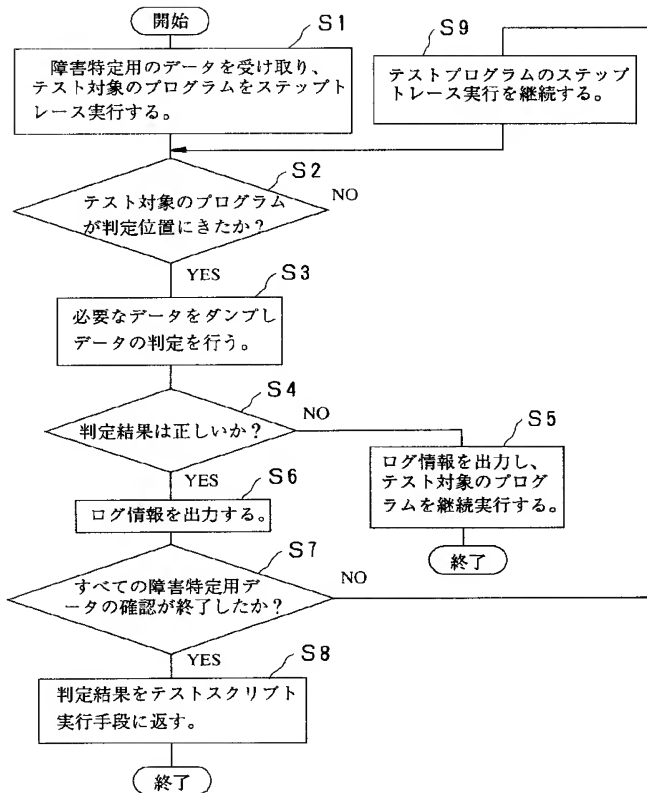 開始
S1
障害特定用のデータを受け取り、
テスト対象のプログラムをステップト
レース実行する。
S9
テストプログラムのステップ
トレース実行を継続する。
S2
テスト対象のプログラム
が判定位置にきたか？
NO
YES
S3
必要なデータをダンプし
データの判定を行う。
S4
判定結果は正しいか？
NO
YES
S5
ログ情報を出力し、
テスト対象のプログ
ラムを継続実行する。
終了
S6
ログ情報を出力する。
S7
すべての障害特定用デ
ータの確認が終了したか？
NO
YES
S8
判定結果をテストスクリプト
実行手段に返す。
終了